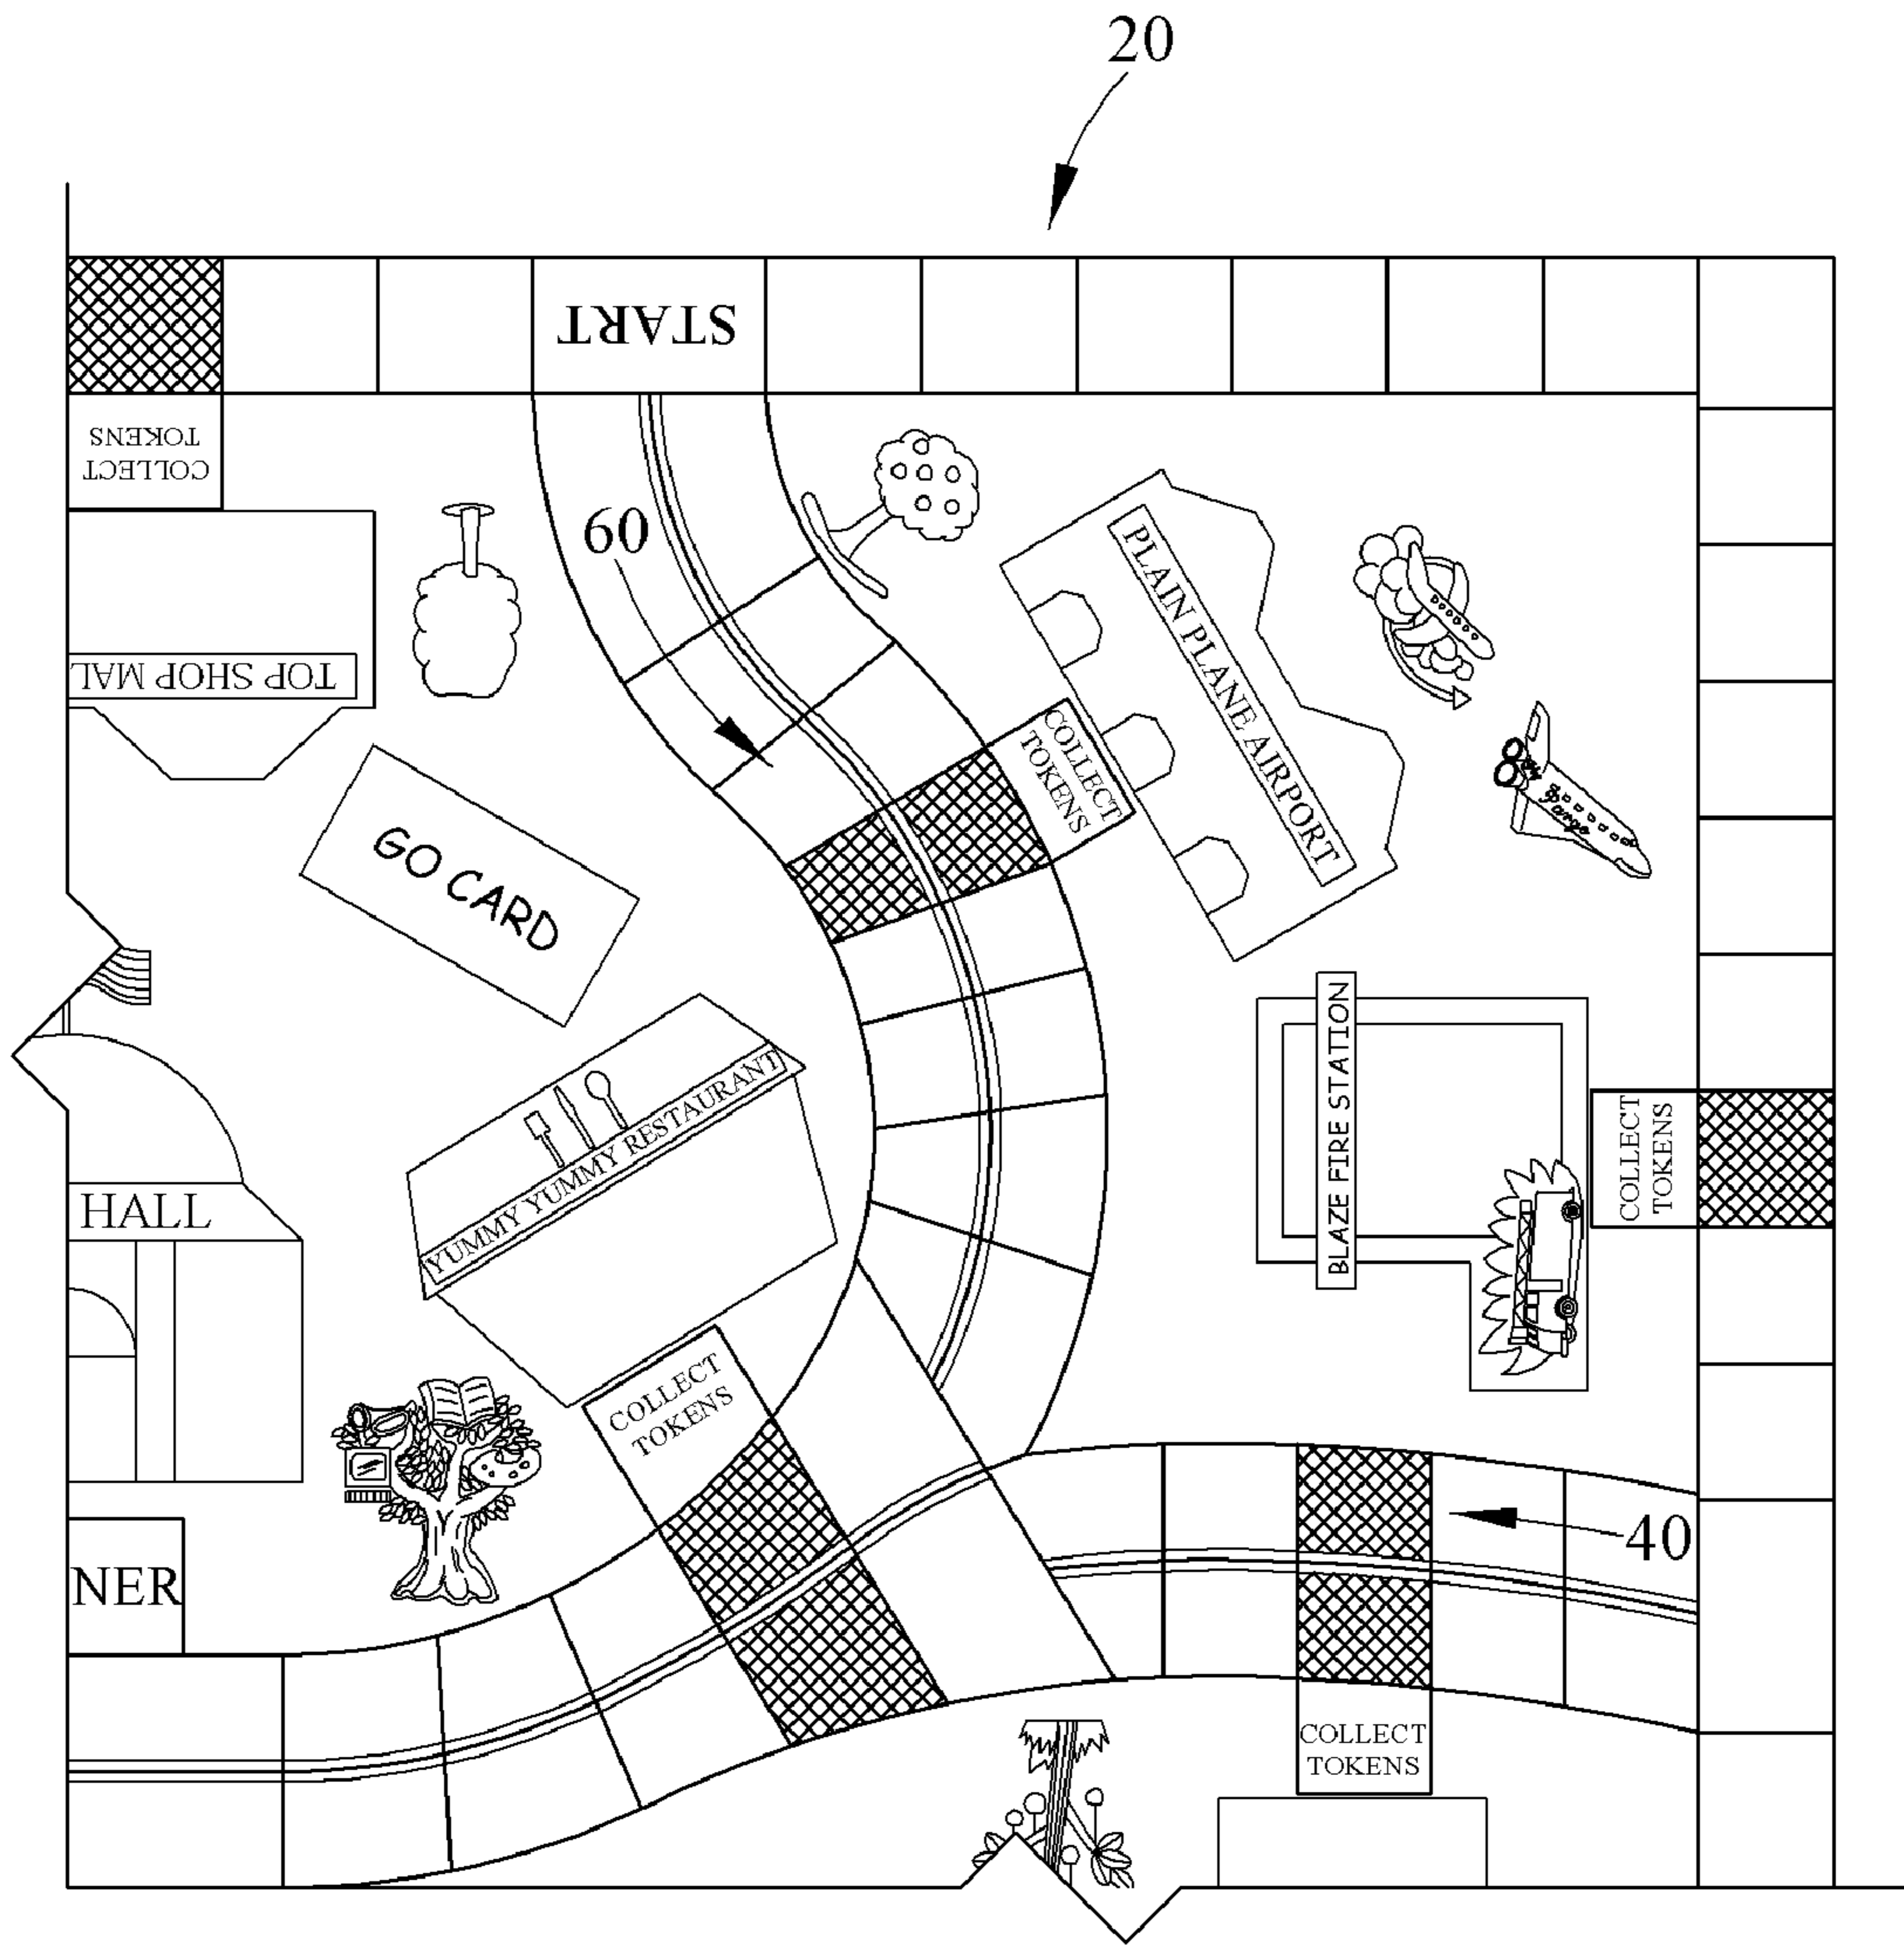 20
START
COLLECT
TOKENS
60
PLAIN PLANE AIRPORT
TOP SHOP MAL
COLLECT
TOKENS
GO CARD
BLAZE FIRE STATION
YUMMY YUMMY RESTAURANT
COLLECT
TOKENS
HALL
COLLECT
TOKENS
40
NER
COLLECT
TOKENS